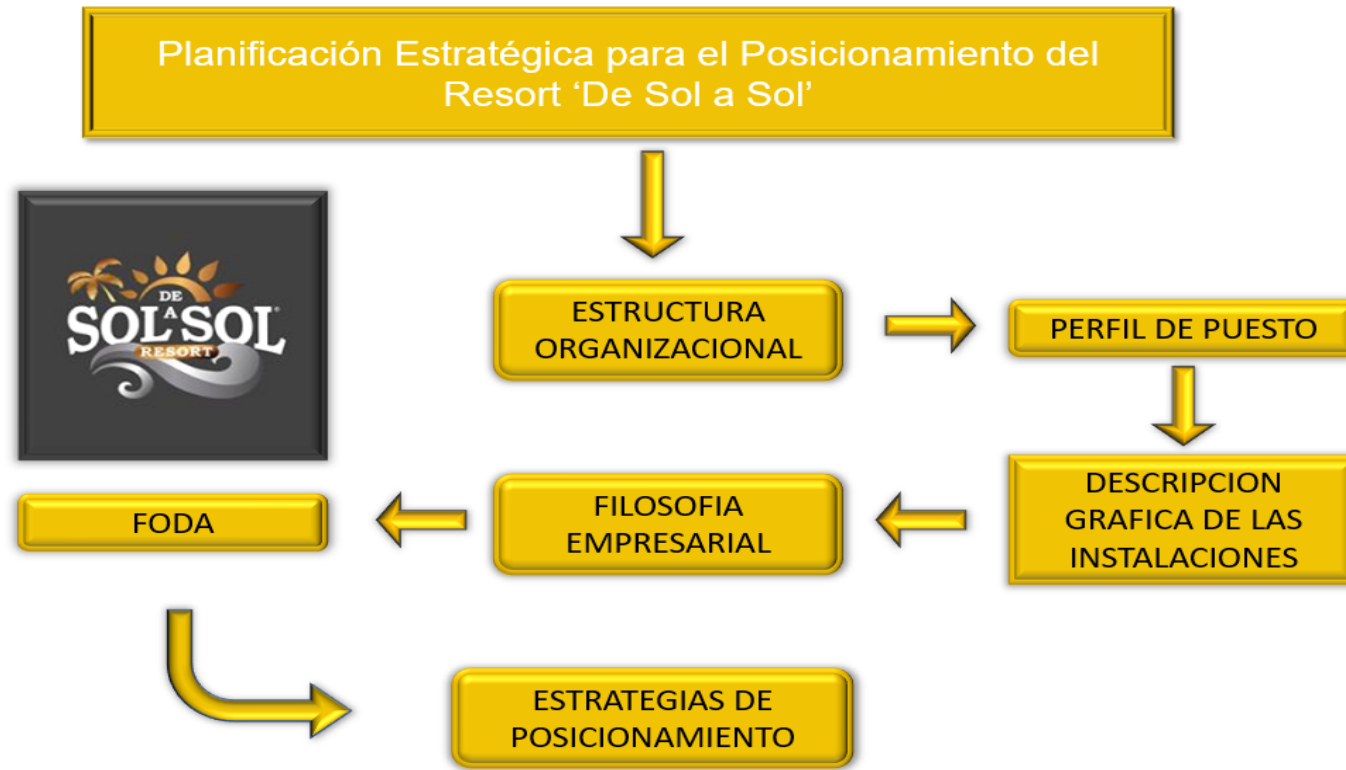 Planificación Estratégica para el Posicionamiento del
Resort ‘De Sol a Sol’
DE
A
SOL SOL®
RESORT
ESTRUCTURA
ORGANIZACIONAL
PERFIL DE PUESTO
FODA
FILOSOFIA
EMPRESARIAL
DESCRIPCION
GRAFICA DE LAS
INSTALACIONES
ESTRATEGIAS DE
POSICIONAMIENTO